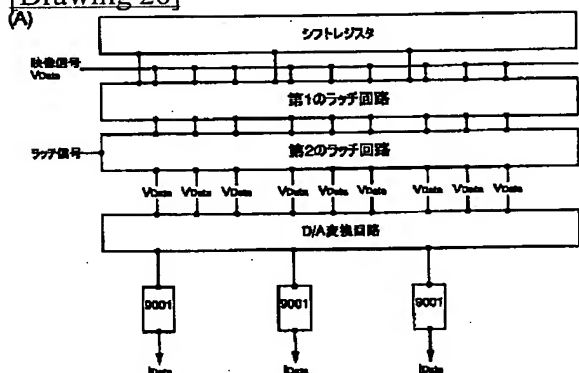 [Drawing 26]
(A)
シフトレジスタ
映像信号
VData
第1のラッチ回路
ラッチ信号
第2のラッチ回路
VData VData VData VData VData VData VData VData VData
D/A変換回路
9001 9001 9001
IData IData IData